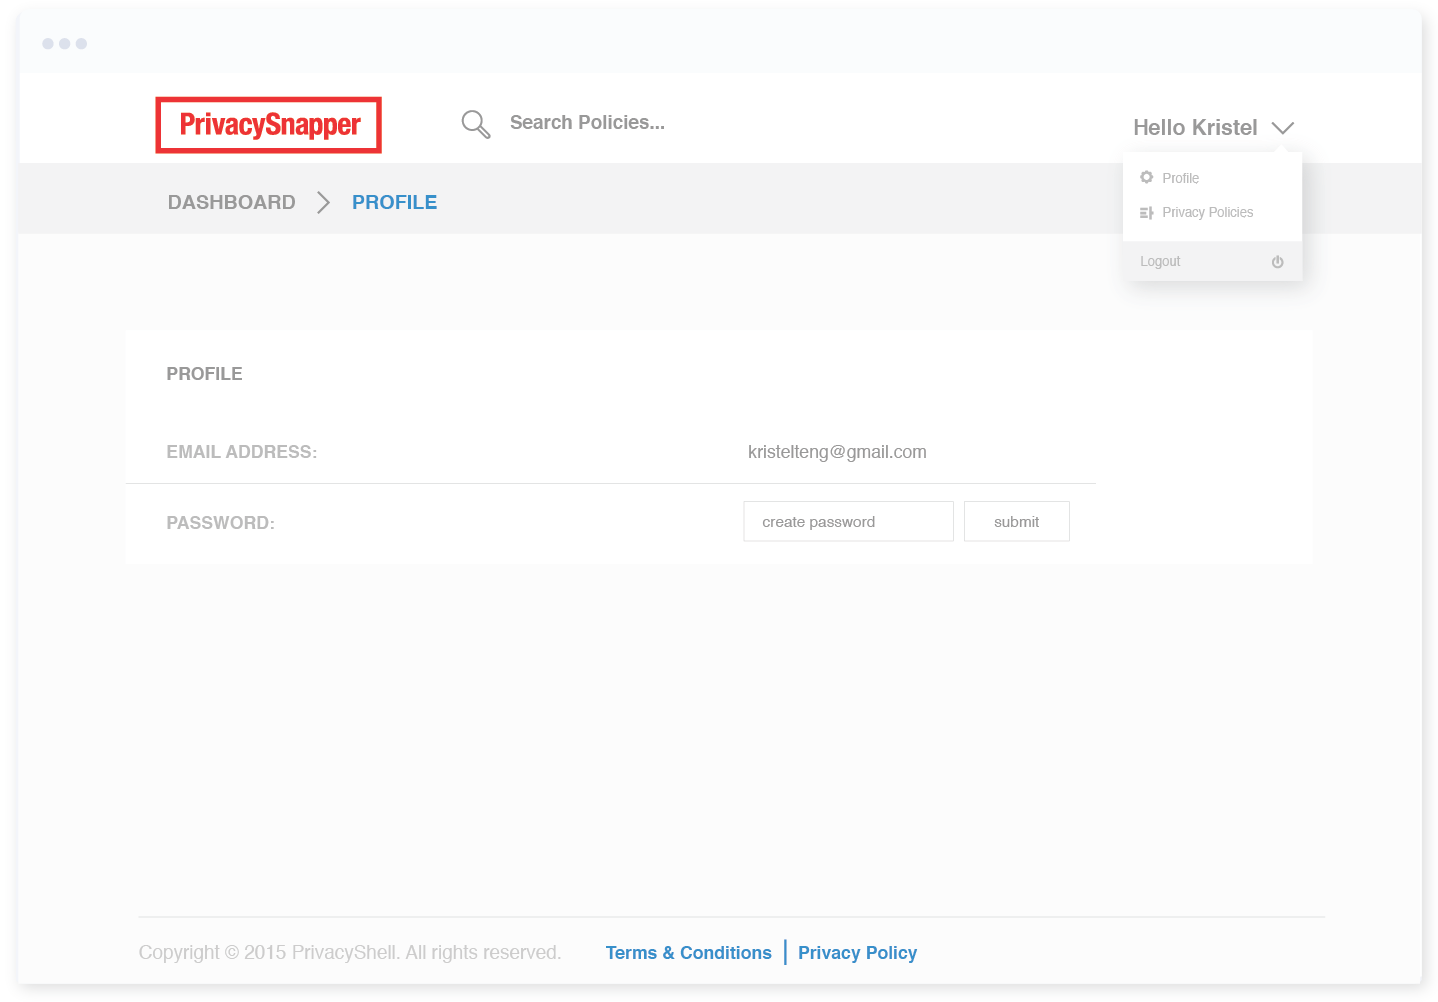 PrivacySnapper
Search Policies...
Hello Kristel
Profile
Privacy Policies
Logout
DASHBOARD
PROFILE
PROFILE
EMAIL ADDRESS:
kristelteng@gmail.com
PASSWORD:
create password
submit
Copyright © 2015 PrivacyShell. All rights reserved.
Terms & Conditions | Privacy Policy